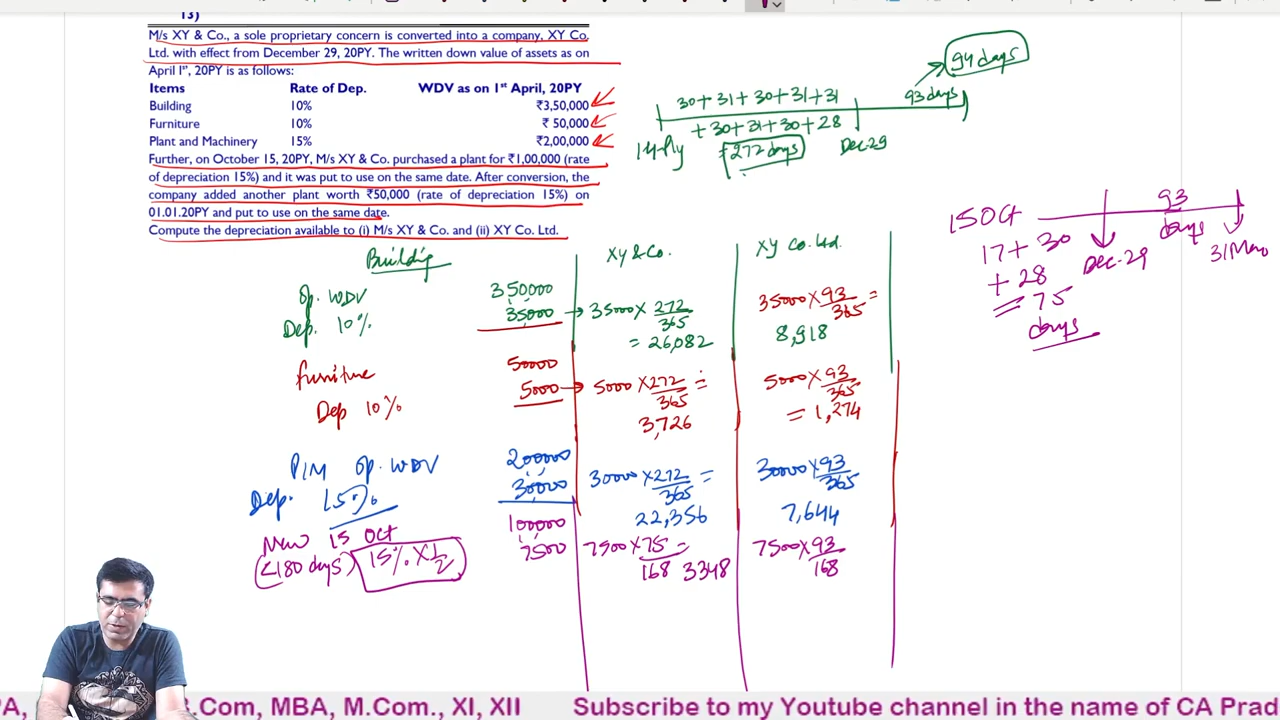 13)
M/s XY & Co., a sole proprietary concern is converted into a company, XY Co.
Ltd. with effect from December 29, 20PY. The written down value of assets as on
April 1st, 20PY is as follows:
Items Rate of Dep. WDV as on 1st April, 20PY
Building 10% ₹3,50,000
Furniture 10% ₹ 50,000
Plant and Machinery 15% ₹2,00,000
Further, on October 15, 20PY, M/s XY & Co. purchased a plant for ₹1,00,000 (rate
of depreciation 15%) and it was put to use on the same date. After conversion, the
company added another plant worth ₹50,000 (rate of depreciation 15%) on
01.01.20PY and put to use on the same date.
Compute the depreciation available to (i) M/s XY & Co. and (ii) XY Co. Ltd.
94 days
30+31+30+31+31
93 days
+30+31+30+28
Dec-29
272 days
15 Oct
93
days
17+30
Dec-29
31 Mar
+28
= 75
days
Building XY & Co. XY Co. Ltd.
Op. WDV 350000
Dep. 10% 35000 → 35000 × 272/365 35000 × 93/365 =
= 26,082 8,918
Furniture 50000
Dep 10% 5000 → 5000 × 272/365 = 5000 × 93/365
3,726 = 1,274
P/M Op. WDV 200000
Dep. 15% 30000 30000 × 272/365 = 30000 × 93/365
22,356 7,644
New 15 Oct 100000
(<180 days) 15% × 1/2 7500 7500 × 75/168 = 3348 7500 × 93/168
PA, B.Com, MBA, M.Com., XI, XII Subscribe to my Youtube channel in the name of CA Prad